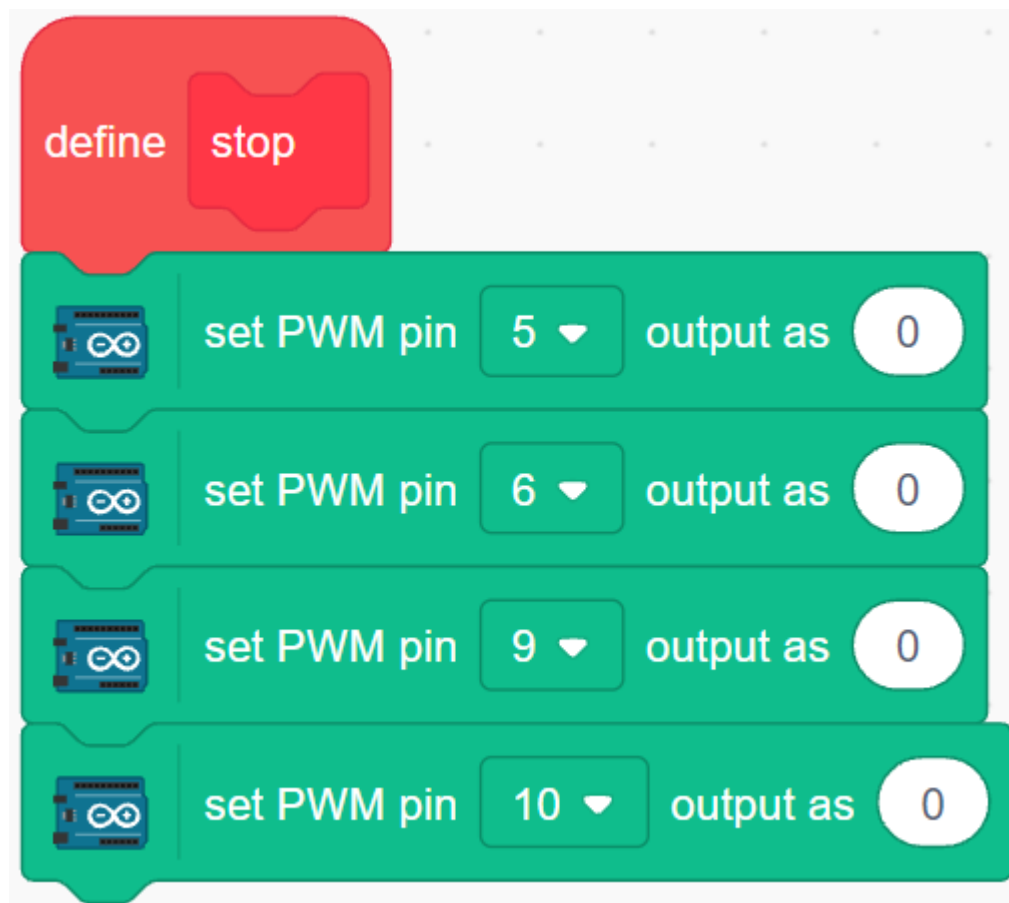 define stop
set PWM pin 5 output as 0
set PWM pin 6 output as 0
set PWM pin 9 output as 0
set PWM pin 10 output as 0